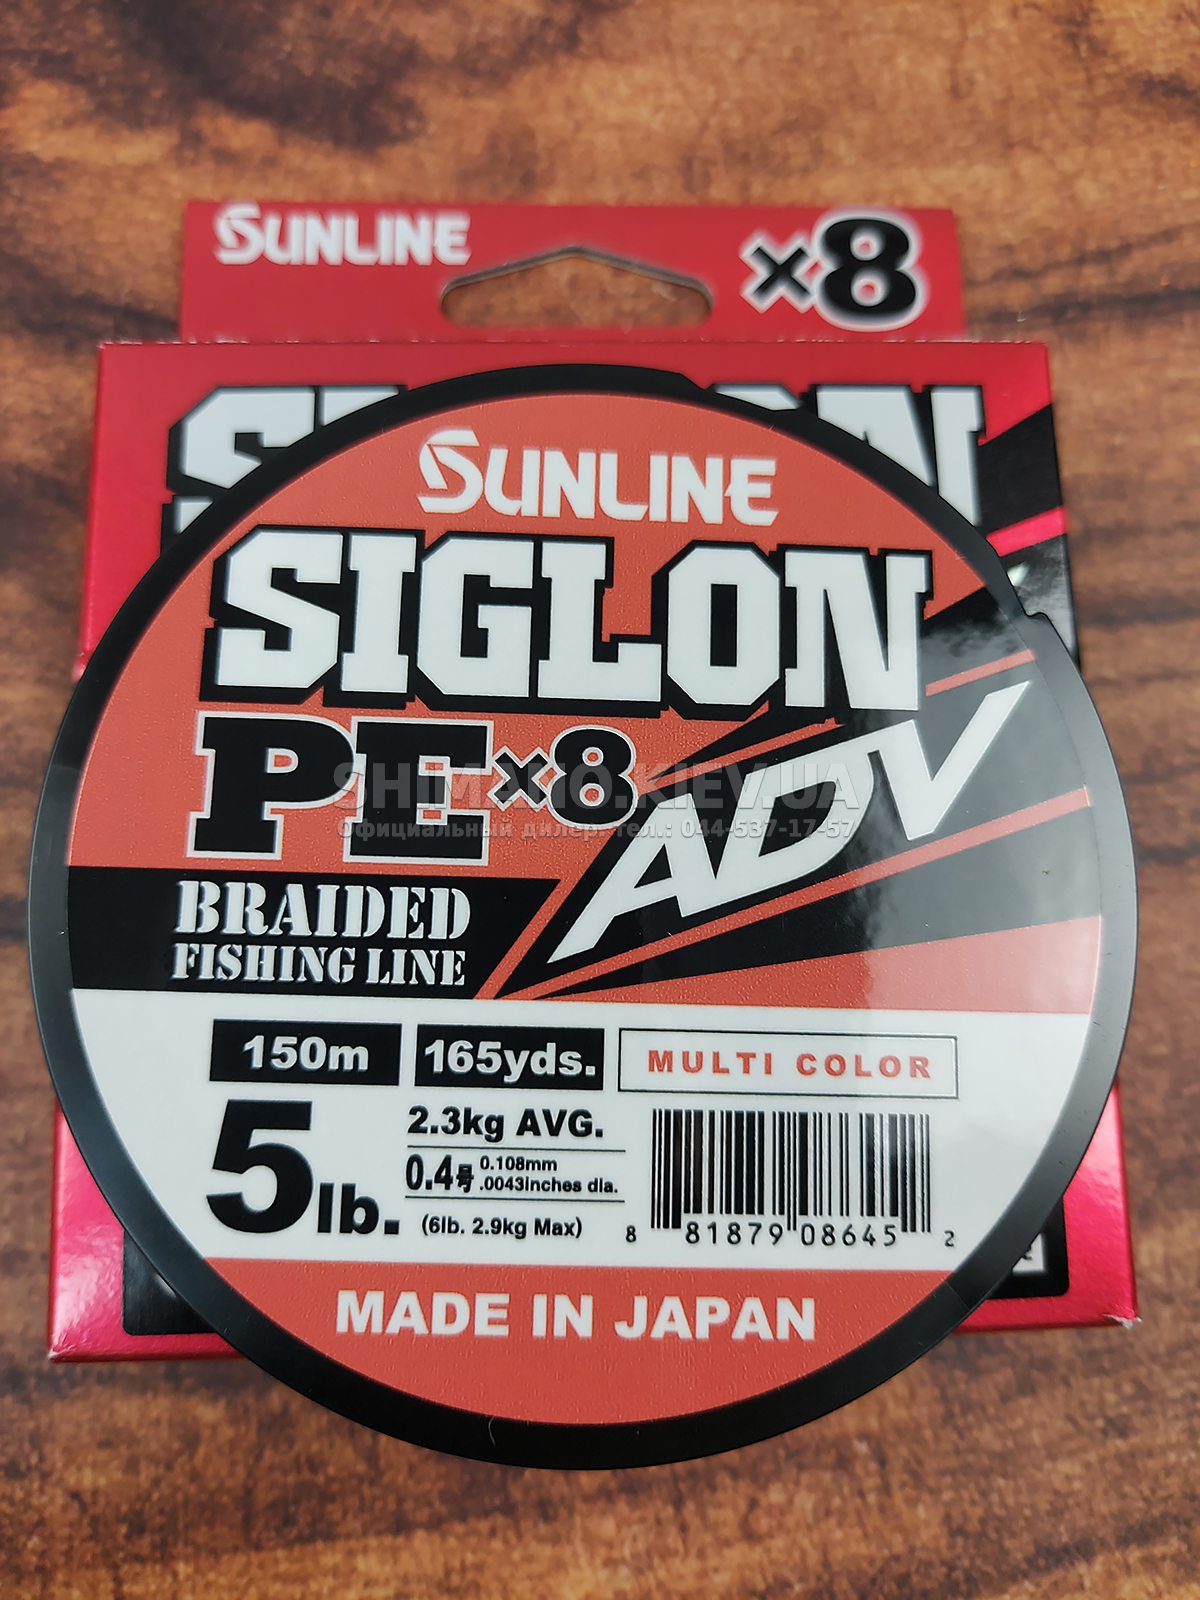 SUNLINE ×8
SUNLINE
SIGLON
PE×8 ADV
SHIMANO.KIEV.UA
Официальный дилер, тел.: 044-537-17-57
BRAIDED
FISHING LINE
150m 165yds. MULTI COLOR
5lb.
2.3kg AVG.
0.4号 0.108mm
.0043inches dia.
(6lb. 2.9kg Max)
8 81879 08645 2
MADE IN JAPAN